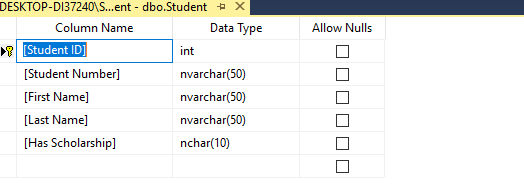 DESKTOP-DI37240\S...ent - dbo.Student
Column Name Data Type Allow Nulls
[Student ID] int
[Student Number] nvarchar(50)
[First Name] nvarchar(50)
[Last Name] nvarchar(50)
[Has Scholarship] nchar(10)